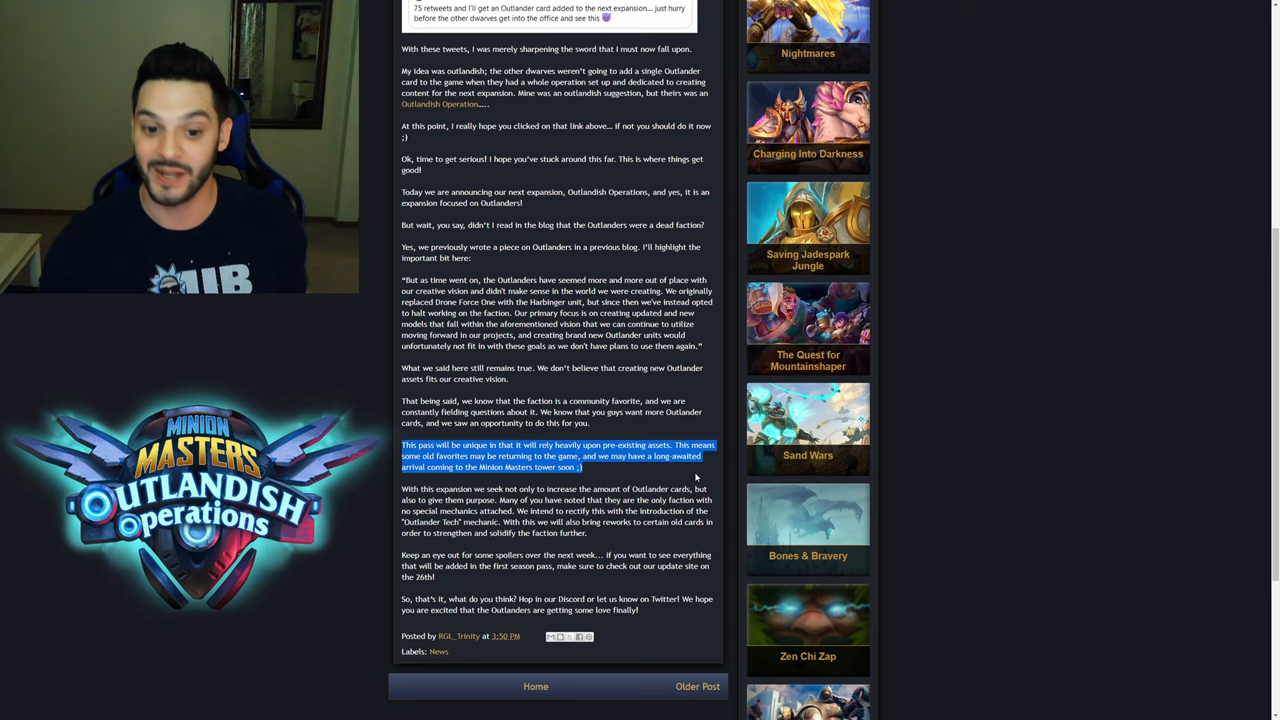 75 retweets and I'll get an Outlander card added to the next expansion... just hurry
before the other dwarves get into the office and see this 😈
With these tweets, I was merely sharpening the sword that I must now fall upon.
My idea was outlandish; the other dwarves weren't going to add a single Outlander
card to the game when they had a whole operation set up and dedicated to creating
content for the next expansion. Mine was an outlandish suggestion, but theirs was an
Outlandish Operation.....
At this point, I really hope you clicked on that link above... if not you should do it now
;)
Ok, time to get serious! I hope you've stuck around this far. This is where things get
good!
Today we are announcing our next expansion, Outlandish Operations, and yes, it is an
expansion focused on Outlanders!
But wait, you say, didn't I read in the blog that the Outlanders were a dead faction?
Yes, we previously wrote a piece on Outlanders in a previous blog. I'll highlight the
important bit here:
"But as time went on, the Outlanders have seemed more and more out of place with
our creative vision and didn't make sense in the world we were creating. We originally
replaced Drone Force One with the Harbinger unit, but since then we've instead opted
to halt working on the faction. Our primary focus is on creating updated and new
models that fall within the aforementioned vision that we can continue to utilize
moving forward in our projects, and creating brand new Outlander units would
unfortunately not fit in with these goals as we don't have plans to use them again."
What we said here still remains true. We don't believe that creating new Outlander
assets fits our creative vision.
That being said, we know that the faction is a community favorite, and we are
constantly fielding questions about it. We know that you guys want more Outlander
cards, and we saw an opportunity to do this for you.
This pass will be unique in that it will rely heavily upon pre-existing assets. This means
some old favorites may be returning to the game, and we may have a long-awaited
arrival coming to the Minion Masters tower soon ;)
With this expansion we seek not only to increase the amount of Outlander cards, but
also to give them purpose. Many of you have noted that they are the only faction with
no special mechanics attached. We intend to rectify this with the introduction of the
"Outlander Tech" mechanic. With this we will also bring reworks to certain old cards in
order to strengthen and solidify the faction further.
Keep an eye out for some spoilers over the next week... if you want to see everything
that will be added in the first season pass, make sure to check out our update site on
the 26th!
So, that's it, what do you think? Hop in our Discord or let us know on Twitter! We hope
you are excited that the Outlanders are getting some love finally!
Posted by RGL_Trinity at 3:50 PM
Labels: News
Home
Older Post
Nightmares
Charging Into Darkness
Saving Jadespark
Jungle
The Quest for
Mountainshaper
Sand Wars
Bones & Bravery
Zen Chi Zap
MIB
MINION
MASTERS
OUTLANDISH
Operations